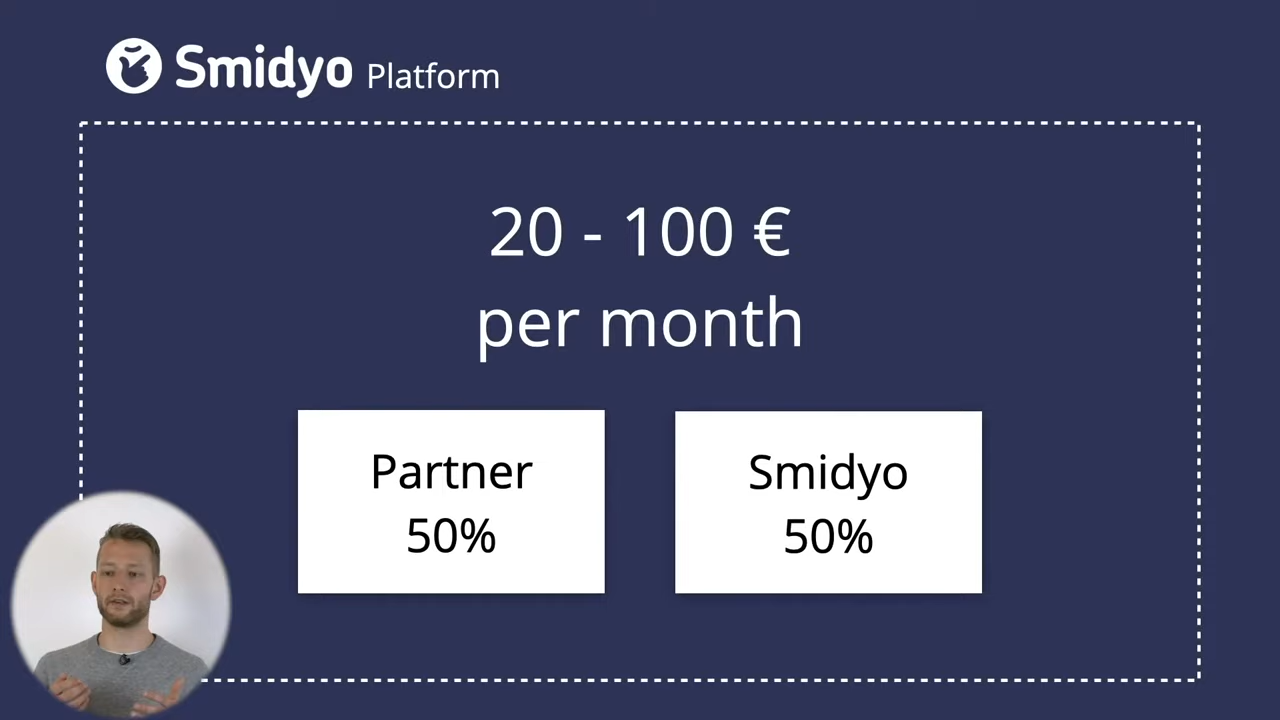 Smidyo Platform
20 - 100 €
per month
Partner
50%
Smidyo
50%